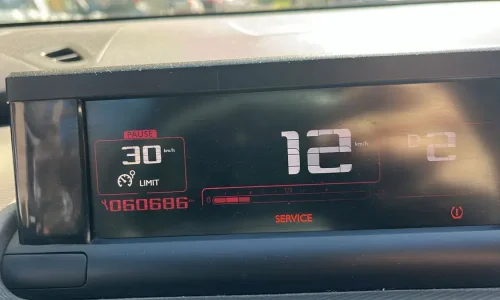 PAUSE
30 km/h
LIMIT
060686
12 km/h
D2
SERVICE